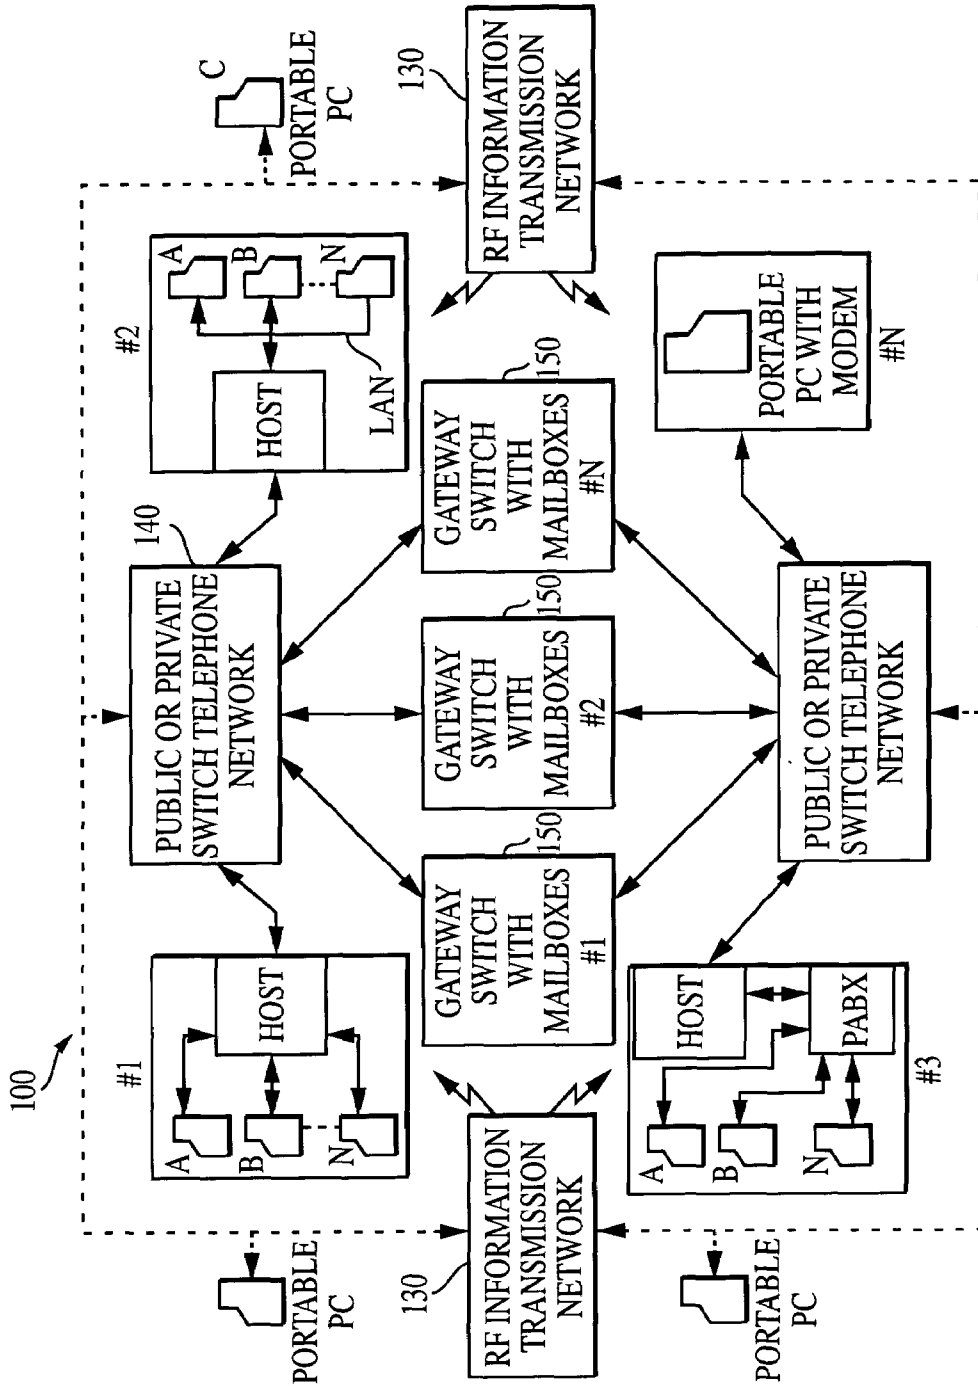 100
#1
A
B
N
HOST
PUBLIC OR PRIVATE
SWITCH TELEPHONE
NETWORK
140
#2
HOST
A
B
N
LAN
C
PORTABLE
PC
PORTABLE
PC
130
RF INFORMATION
TRANSMISSION
NETWORK
GATEWAY
SWITCH
WITH
MAILBOXES
#1
150
GATEWAY
SWITCH
WITH
MAILBOXES
#2
150
GATEWAY
SWITCH
WITH
MAILBOXES
#N
150
130
RF INFORMATION
TRANSMISSION
NETWORK
PORTABLE
PC
#3
A
B
N
HOST
PABX
PUBLIC OR PRIVATE
SWITCH TELEPHONE
NETWORK
PORTABLE
PC WITH
MODEM
#N